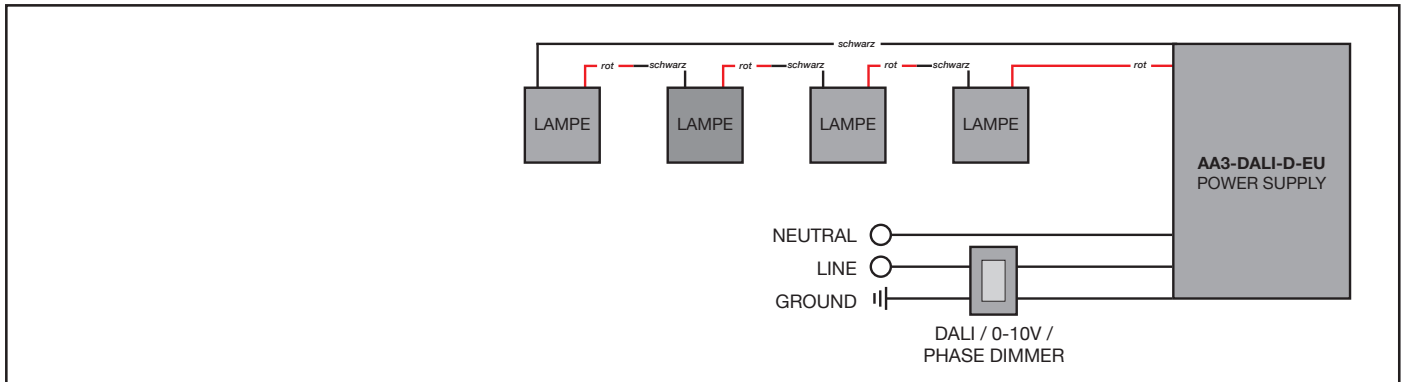 schwarz
rot schwarz rot schwarz rot schwarz rot
LAMPE LAMPE LAMPE LAMPE
AA3-DALI-D-EU
POWER SUPPLY
NEUTRAL
LINE
GROUND
DALI / 0-10V /
PHASE DIMMER